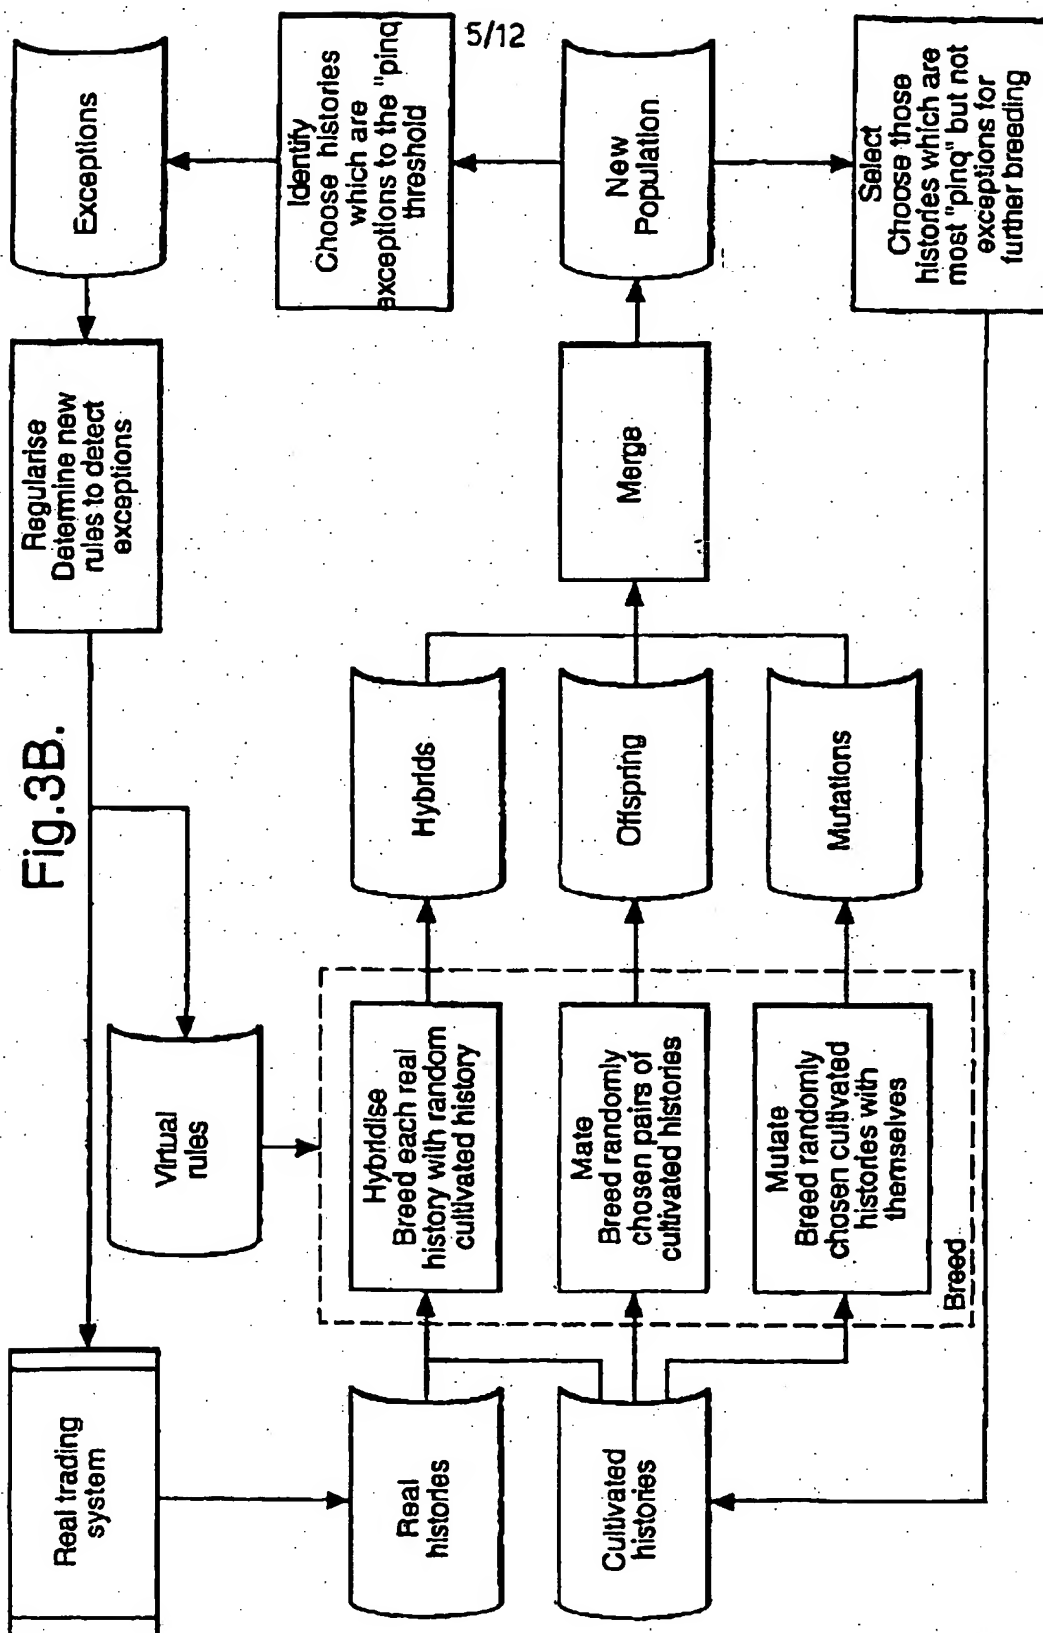 5/12
Fig.3B.
Real trading
system
Regularise
Determine new
rules to detect
exceptions
Exceptions
Virtual
rules
Identify
Choose histories
which are
exceptions to the "pinq
threshold
Real
histories
Hybridise
Breed each real
history with random
cultivated history
Hybrids
Cultivated
histories
Mate
Breed randomly
chosen pairs of
cultivated histories
Offspring
Merge
New
Population
Mutate
Breed randomly
chosen cultivated
histories with
themselves
Breed
Mutations
Select
Choose those
histories which are
most "pinq" but not
exceptions for
further breeding